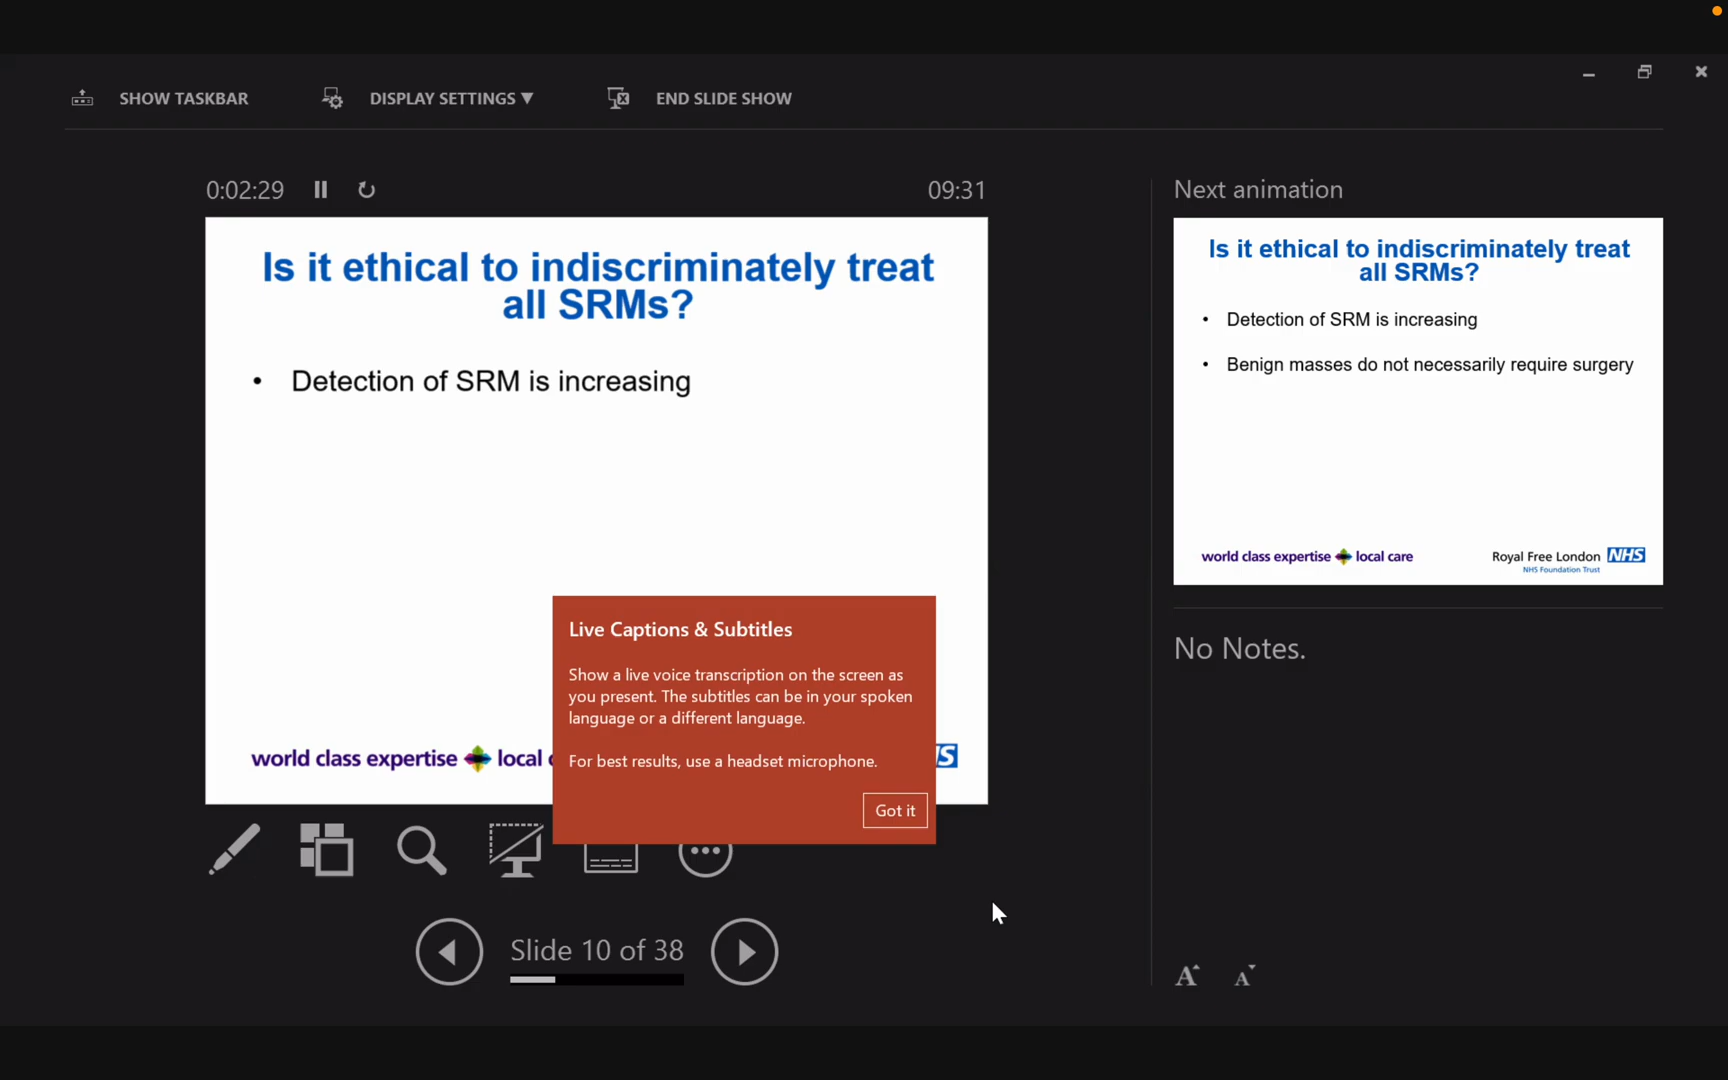 SHOW TASKBAR
DISPLAY SETTINGS ▼
END SLIDE SHOW
0:02:29
09:31
Is it ethical to indiscriminately treat
all SRMs?
• Detection of SRM is increasing
world class expertise local
S
Live Captions & Subtitles
Show a live voice transcription on the screen as
you present. The subtitles can be in your spoken
language or a different language.
For best results, use a headset microphone.
Got it
Slide 10 of 38
Next animation
Is it ethical to indiscriminately treat
all SRMs?
• Detection of SRM is increasing
• Benign masses do not necessarily require surgery
world class expertise local care
Royal Free London NHS
NHS Foundation Trust
No Notes.
A A